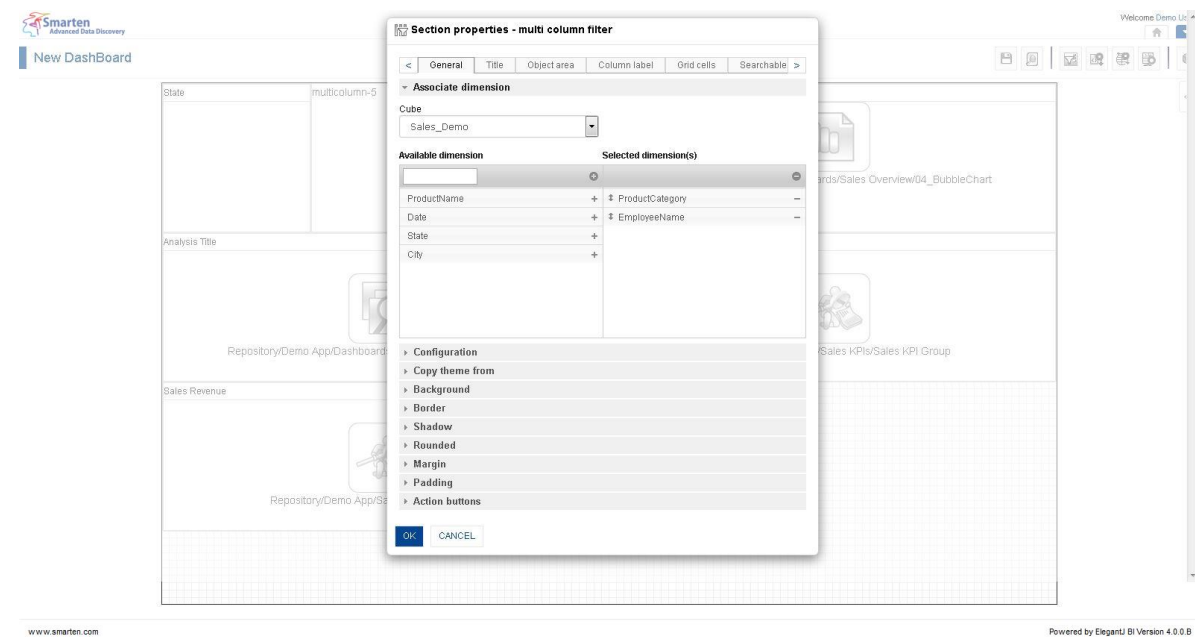 Smarten
Advanced Data Discovery
Welcome Demo Us
New DashBoard
Section properties - multi column filter
< General Title Object area Column label Grid cells Searchable >
Associate dimension
Cube
Sales_Demo
Available dimension Selected dimension(s)
ProductName
Date
State
City
ProductCategory
EmployeeName
Configuration
Copy theme from
Background
Border
Shadow
Rounded
Margin
Padding
Action buttons
OK CANCEL
State
multicolumn-5
ards/Sales Overview/04_BubbleChart
Analysis Title
Repository/Demo App/Dashboard
/Sales KPIs/Sales KPI Group
Sales Revenue
Repository/Demo App/Sa
www.smarten.com
Powered by ElegantJ BI Version 4.0.0.B